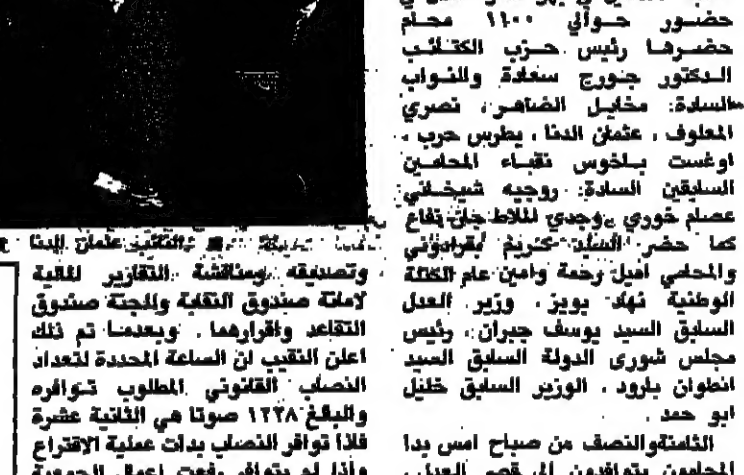 حضور حوالي ١١٠٠ محام
حضرها رئيس حزب الكتائب
الدكتور جورج سعادة والنواب
السادة: مخايل الضاهر، نصري
المعلوف، عثمان الدنا، بطرس حرب،
اوغست باخوس نقباء المحامين
السابقين السادة: روجيه شيخاني
عصام خوري ووجدي الملاط
كما حضر السيد كريم بقرادوني
والمحامي اميل رحمة وامين عام الكتلة
الوطنية نهاد بويز، وزير العدل
السابق السيد يوسف جبران، رئيس
مجلس شورى الدولة السابق السيد
انطوان بارود، الوزير السابق خليل
ابو حمد.
الثامنة والنصف من صباح امس بدا
المحامون يتوافدون الى قصر العدل،
عثمان الدنا
وتصديقه ومناقشة التقارير المالية
لامانة صندوق النقابة ولجنة صندوق
التقاعد واقرارهما. وبعدما تم ذلك
اعلن النقيب ان الساعة المحددة لتعداد
النصاب القانوني المطلوب توافره
والبالغ ١٢٢٨ صوتا هي الثانية عشرة
فاذا توافر النصاب بدات عملية الاقتراع
واذا لم يتوافر رفعت اعمال الجمعية